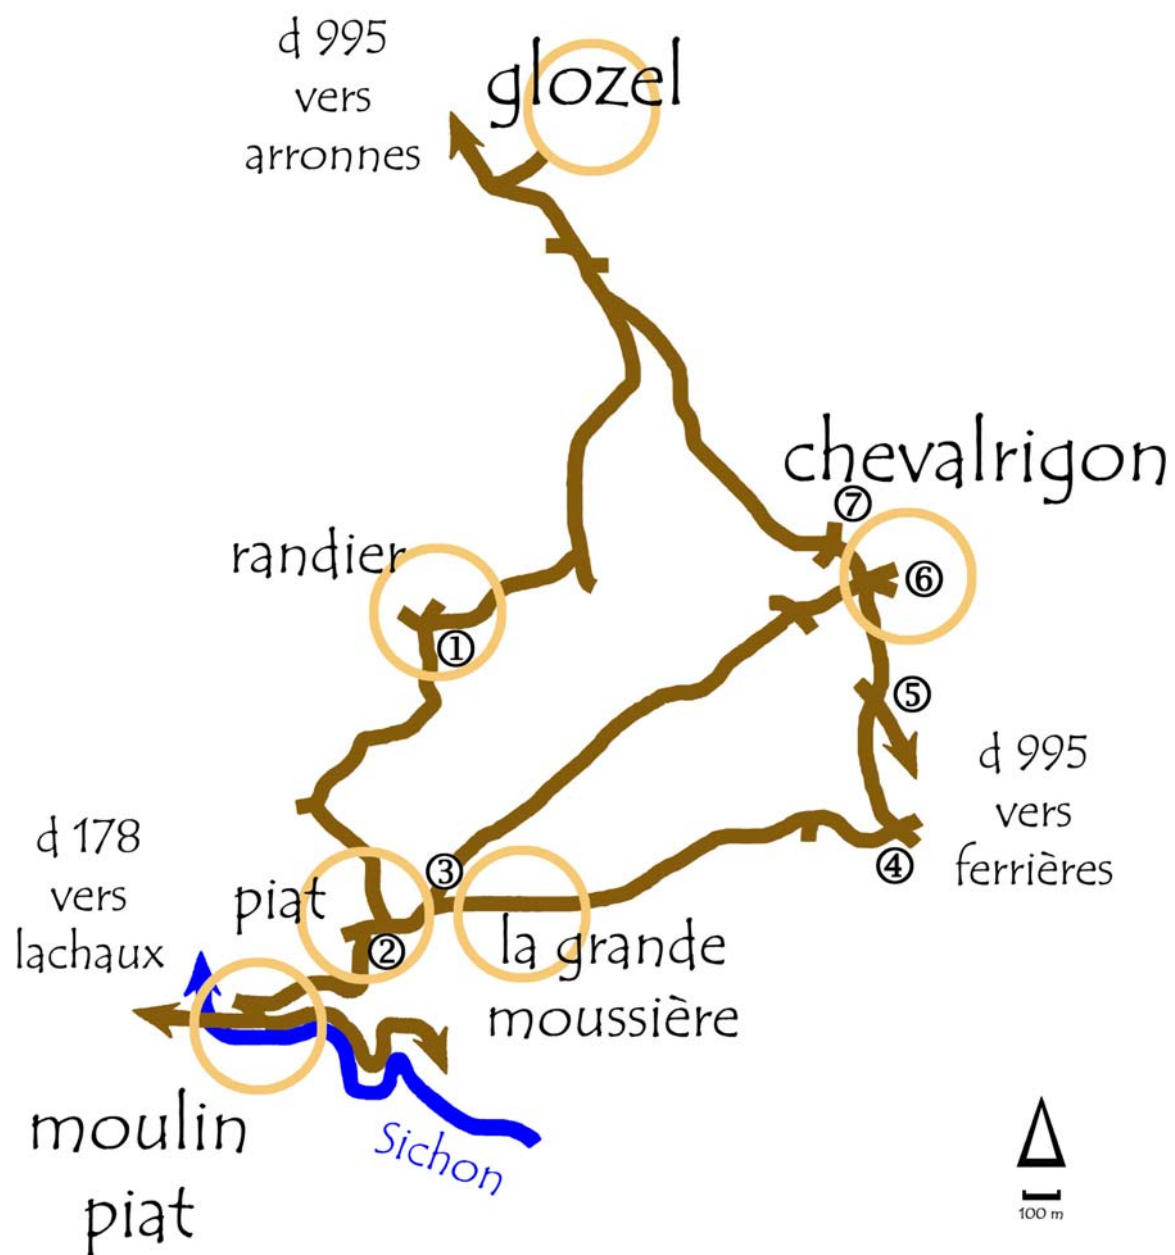 d 995
vers
arronnes
glozel
chevalrigon
⑦
⑥
randier
①
⑤
d 995
vers
ferrières
④
d 178
vers
lachaux
③
piat
②
la grande
moussière
moulin
piat
Sichon
100 m